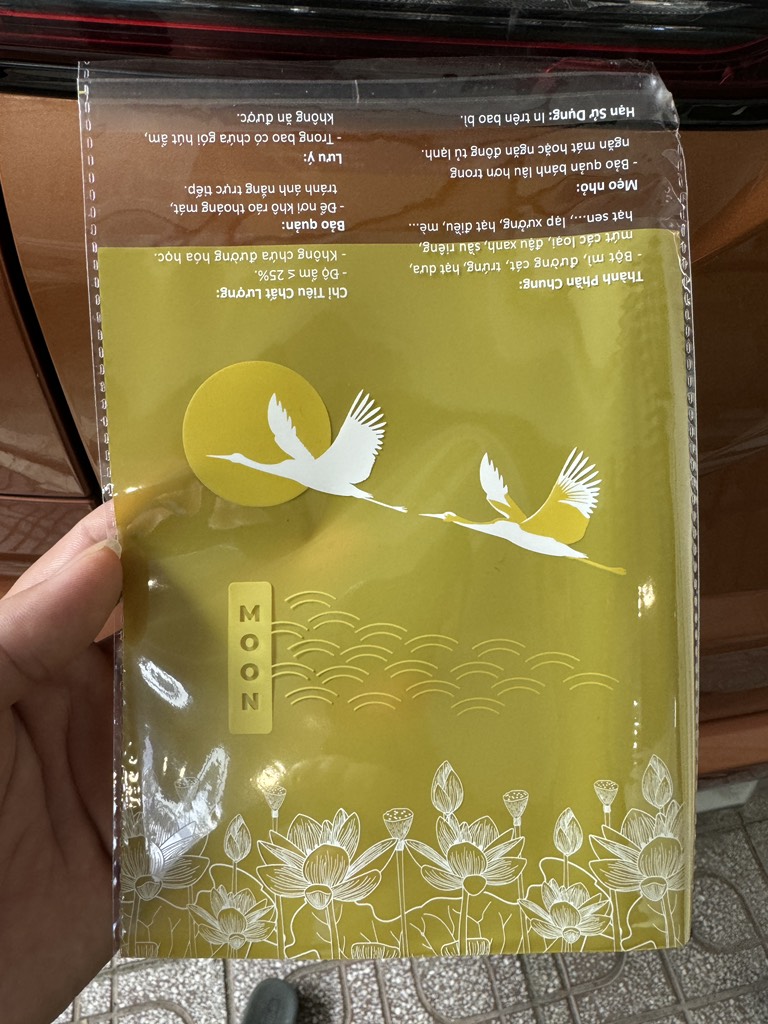 Thành Phần Chung:
- Bột mì, đường cát, trứng, hạt dưa,
mứt các loại, đậu xanh, sầu riêng,
hạt sen..., lạp xưởng, hạt điều, mè...
Mẹo nhỏ:
- Bảo quản bánh lâu hơn trong
ngăn mát hoặc ngăn đông tủ lạnh.
Hạn Sử Dụng: In trên bao bì.
Chỉ Tiêu Chất Lượng:
- Độ ẩm ≤ 25%.
- Không chứa đường hóa học.
Bảo quản:
- Để nơi khô ráo thoáng mát,
tránh ánh nắng trực tiếp.
Lưu ý:
- Trong bao có chứa gói hút ẩm,
không ăn được.
MOON